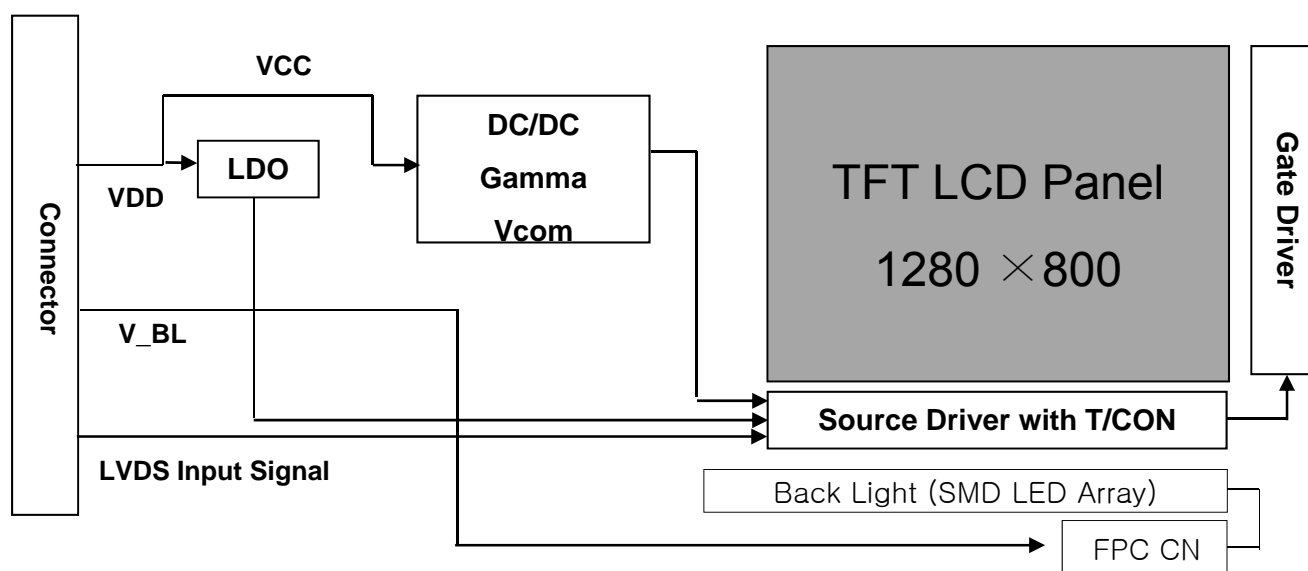 VCC
DC/DC
Gamma
Vcom
LDO
VDD
Connector
V_BL
LVDS Input Signal
TFT LCD Panel
1280 ×800
Gate Driver
Source Driver with T/CON
Back Light (SMD LED Array)
FPC CN